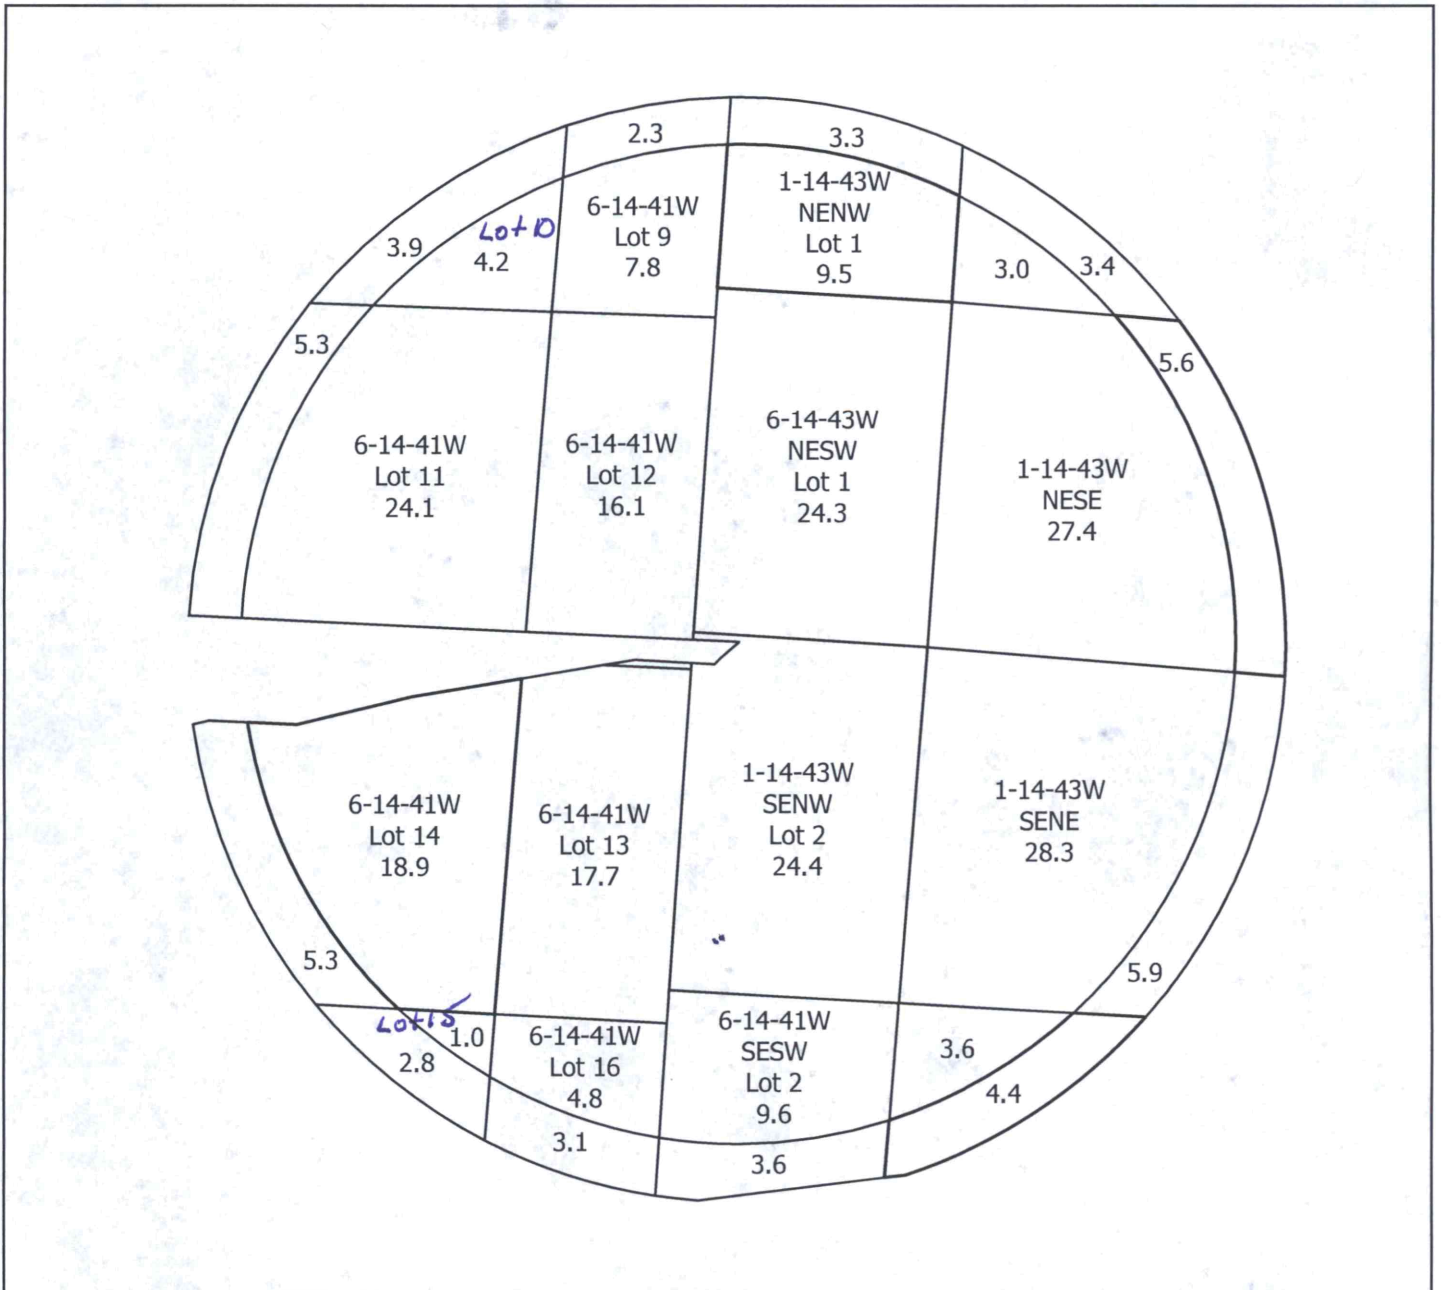 2.3
3.3
1-14-43W
NENW
Lot 1
9.5
6-14-41W
Lot 9
7.8
Lot 10
3.9
4.2
3.0
3.4
5.3
5.6
6-14-41W
Lot 11
24.1
6-14-41W
Lot 12
16.1
6-14-43W
NESW
Lot 1
24.3
1-14-43W
NESE
27.4
6-14-41W
Lot 14
18.9
6-14-41W
Lot 13
17.7
1-14-43W
SENW
Lot 2
24.4
1-14-43W
SENE
28.3
5.3
5.9
Lot 15
1.0
2.8
6-14-41W
Lot 16
4.8
3.1
6-14-41W
SESW
Lot 2
9.6
3.6
3.6
4.4